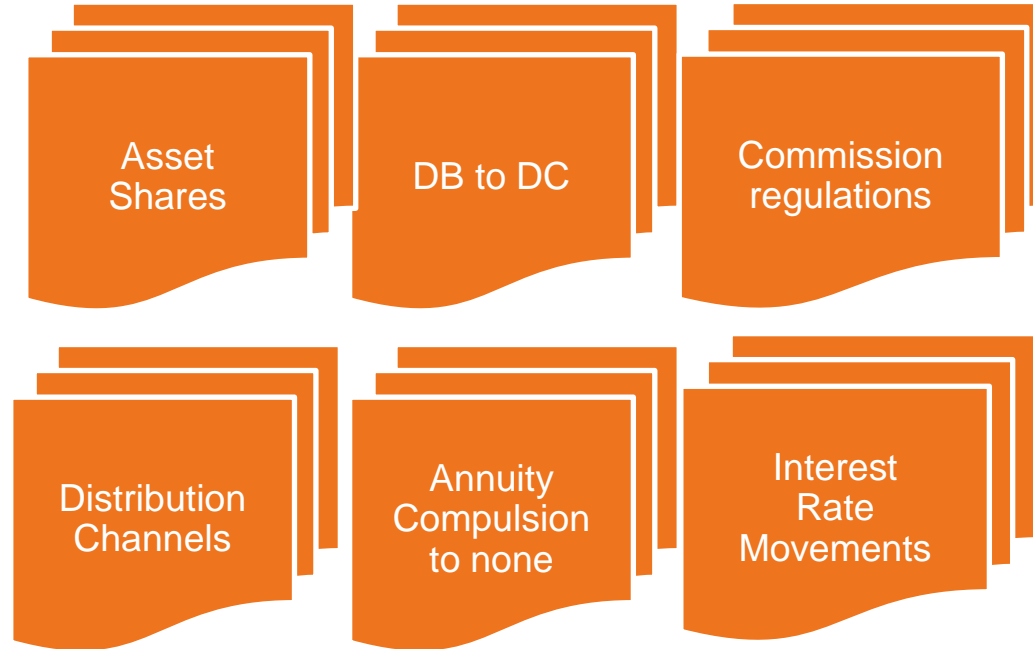 Asset
Shares
DB to DC
Commission
regulations
Distribution
Channels
Annuity
Compulsion
to none
Interest
Rate
Movements